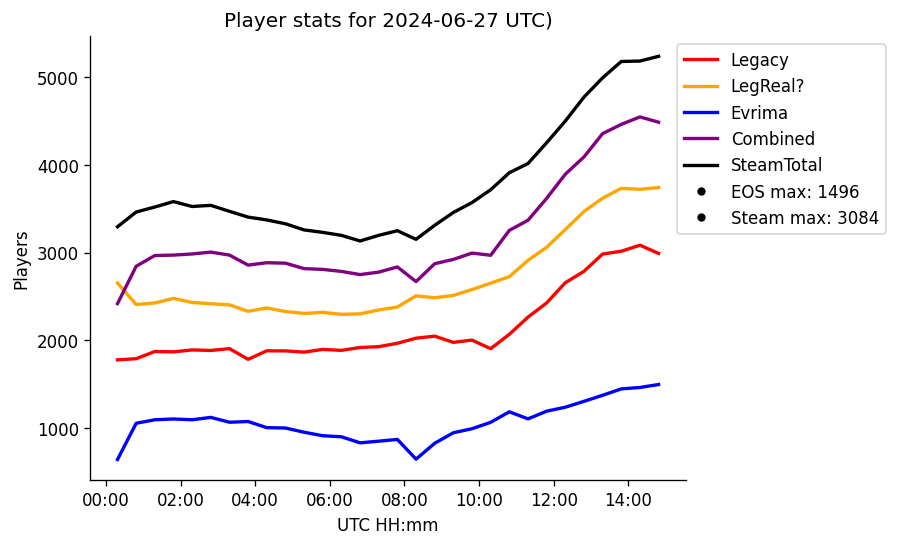 Player stats for 2024-06-27 UTC)
Legacy
LegReal?
Evrima
Combined
SteamTotal
EOS max: 1496
Steam max: 3084
Players
5000
4000
3000
2000
1000
00:00 02:00 04:00 06:00 08:00 10:00 12:00 14:00
UTC HH:mm